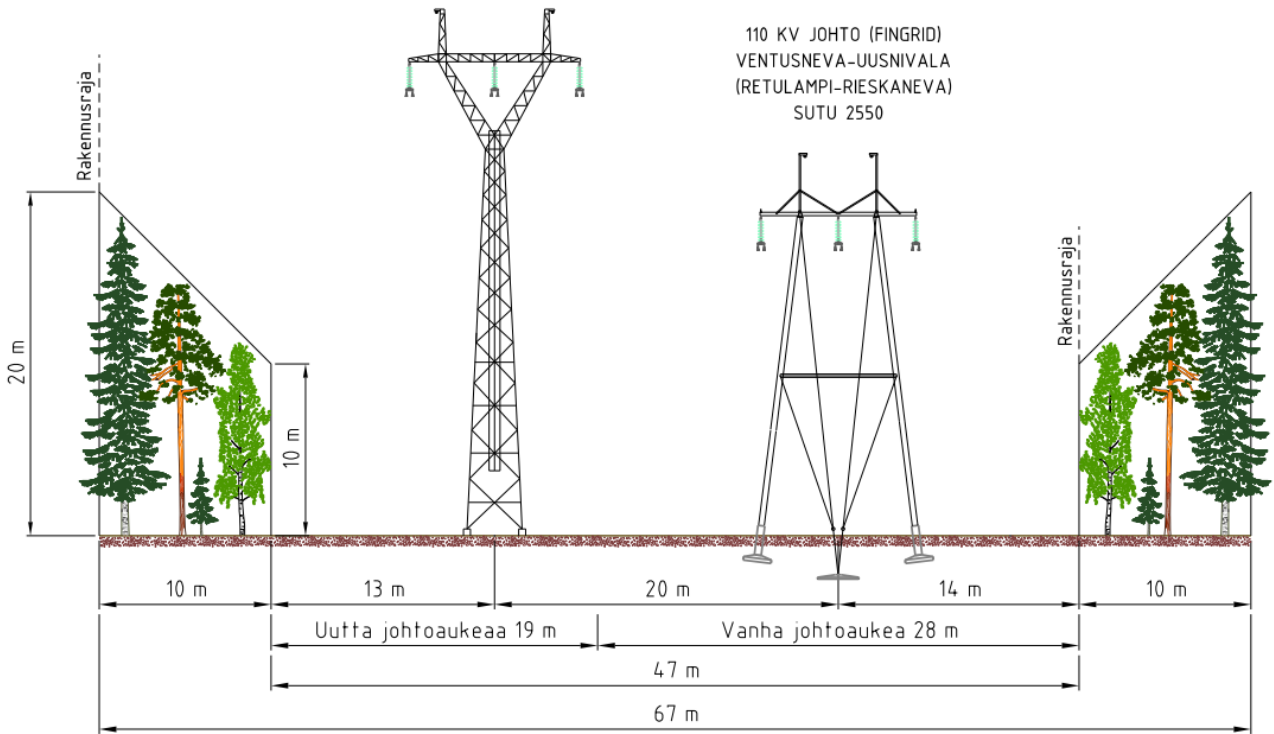 110 KV JOHTO (FINGRID)
VENTUSNEVA-UUSNIVALA
(RETULAMPI-RIESKANEVA)
SUTU 2550
Rakennusraja
Rakennusraja
20 m
10 m
10 m
13 m
20 m
14 m
10 m
Uutta johtoaukeaa 19 m
Vanha johtoaukea 28 m
47 m
67 m